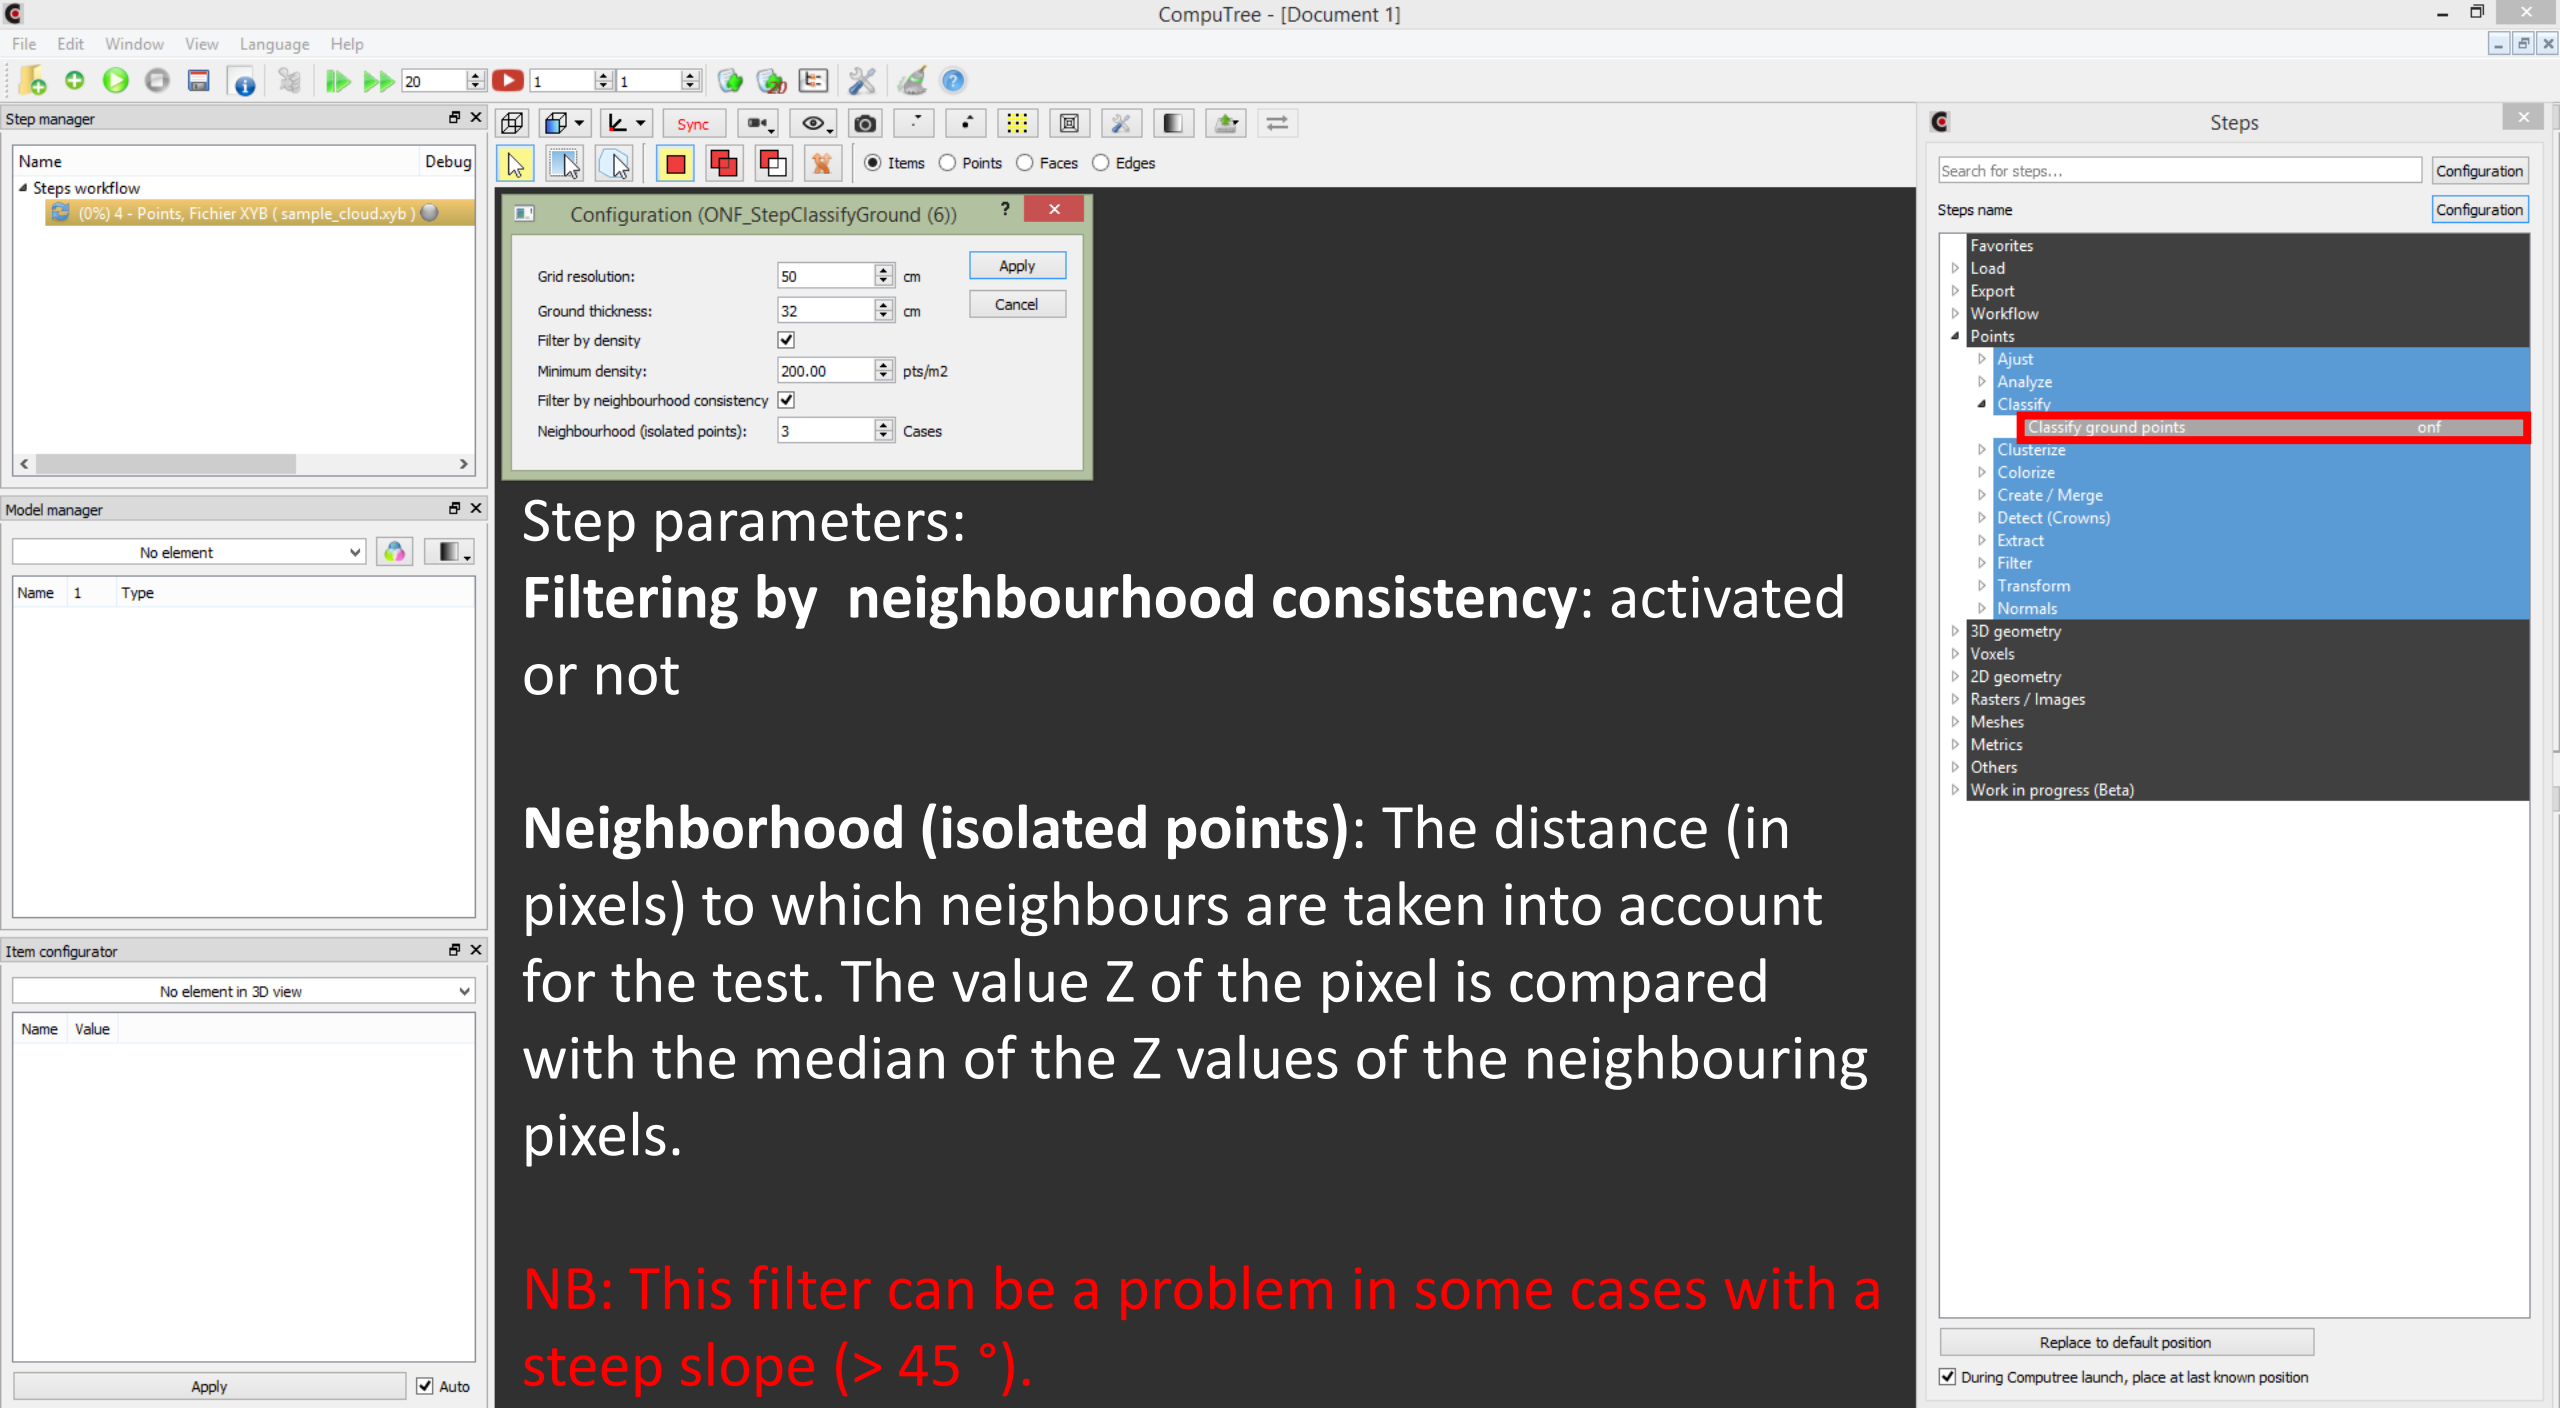 CompuTree - [Document 1]
File Edit Window View Language Help
20 1 1 2D
Step manager
Name Debug
Steps workflow
(0%) 4 - Points, Fichier XYB ( sample_cloud.xyb )
Model manager
No element
Name 1 Type
Item configurator
No element in 3D view
Name Value
Apply Auto
Sync
Items Points Faces Edges
Configuration (ONF_StepClassifyGround (6)) ?
Grid resolution: 50 cm Apply
Ground thickness: 32 cm Cancel
Filter by density
Minimum density: 200.00 pts/m2
Filter by neighbourhood consistency
Neighbourhood (isolated points): 3 Cases
Step parameters:
Filtering by neighbourhood consistency: activated
or not
Neighborhood (isolated points): The distance (in
pixels) to which neighbours are taken into account
for the test. The value Z of the pixel is compared
with the median of the Z values of the neighbouring
pixels.
NB: This filter can be a problem in some cases with a
steep slope (> 45 °).
Steps
Search for steps... Configuration
Steps name Configuration
Favorites
Load
Export
Workflow
Points
Ajust
Analyze
Classify
Classify ground points onf
Clusterize
Colorize
Create / Merge
Detect (Crowns)
Extract
Filter
Transform
Normals
3D geometry
Voxels
2D geometry
Rasters / Images
Meshes
Metrics
Others
Work in progress (Beta)
Replace to default position
During Computree launch, place at last known position